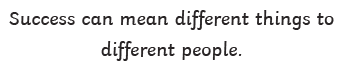 Success can mean different things to
different people.